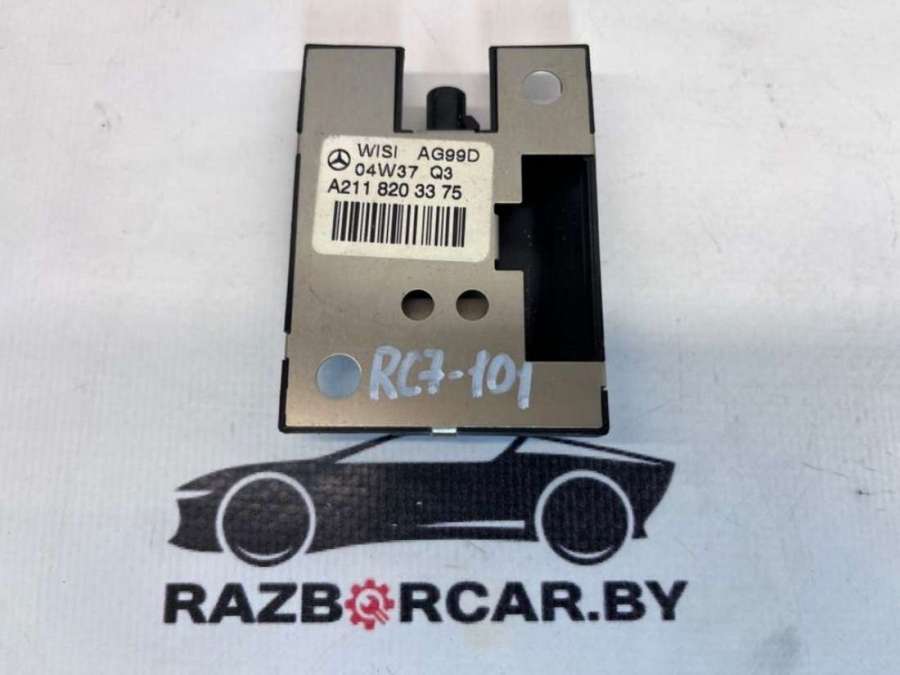 WISI AG99D
04W37 Q3
A211 820 33 75
RC7-101
RAZBORCAR.BY